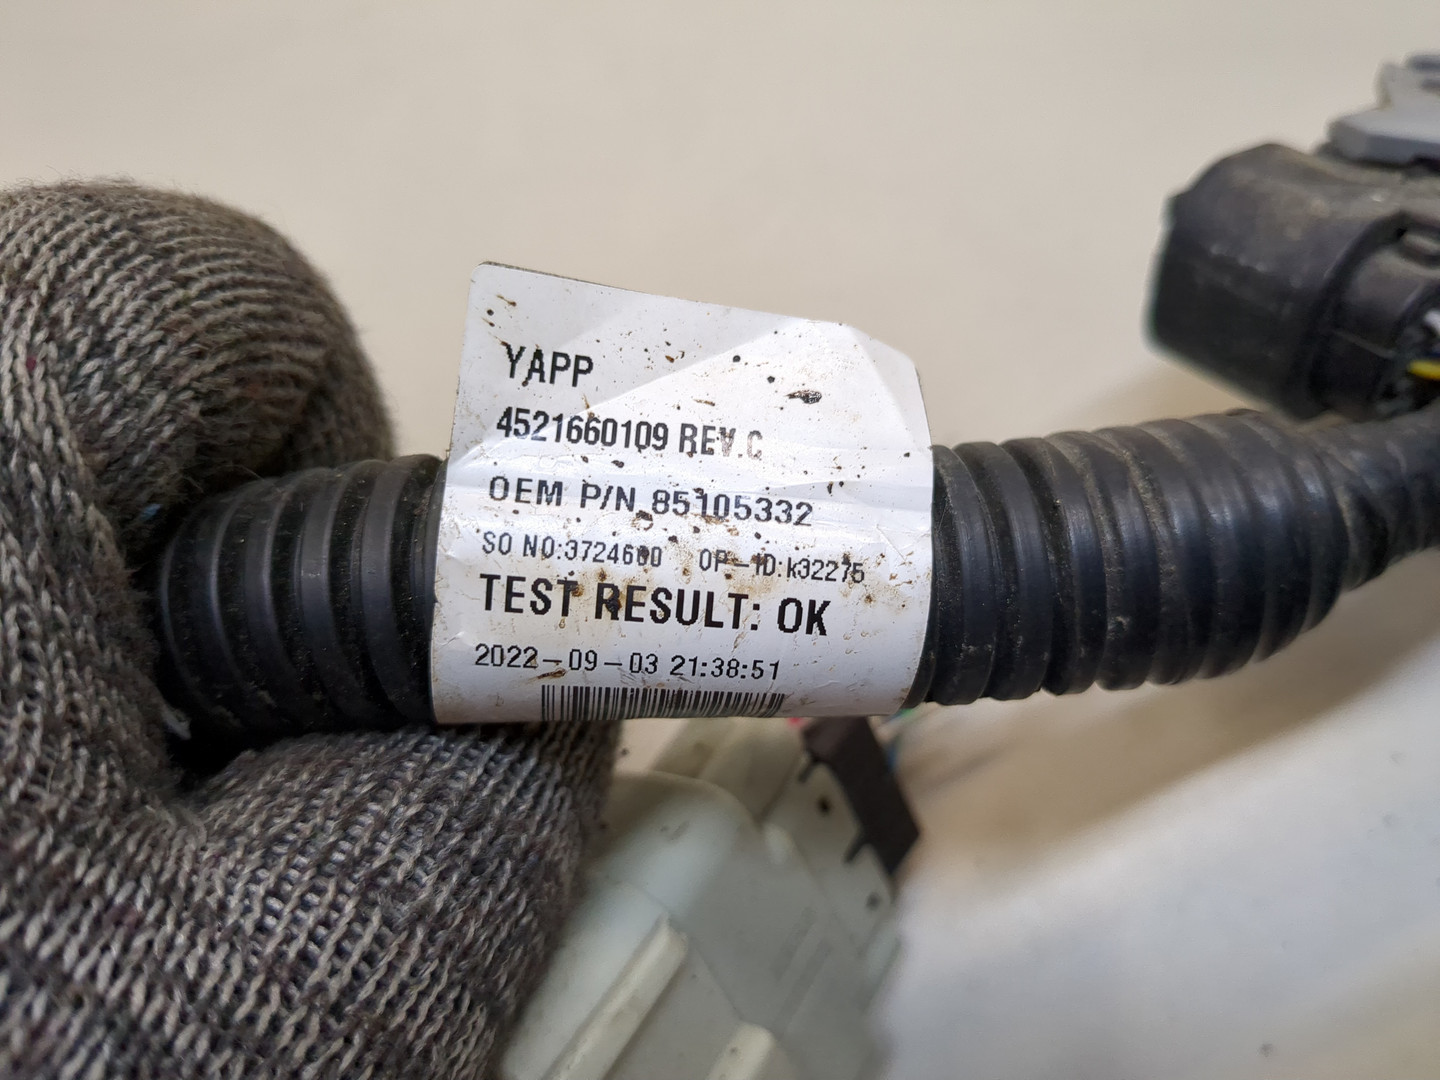 YAPP
4521660109 REV.C
OEM P/N 85105332
SO NO:3724600 OP-ID:k32275
TEST RESULT: OK
2022-09-03 21:38:51